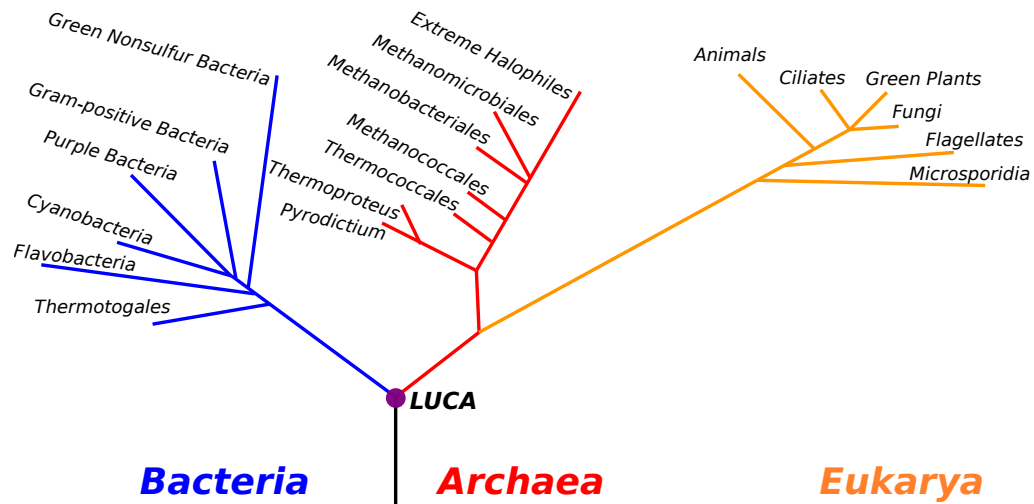 Green Nonsulfur Bacteria
Gram-positive Bacteria
Purple Bacteria
Cyanobacteria
Flavobacteria
Thermotogales
Extreme Halophiles
Methanomicrobiales
Methanobacteriales
Methanococcales
Thermococcales
Thermoproteus
Pyrodictium
Animals
Ciliates
Green Plants
Fungi
Flagellates
Microsporidia
LUCA
Bacteria
Archaea
Eukarya